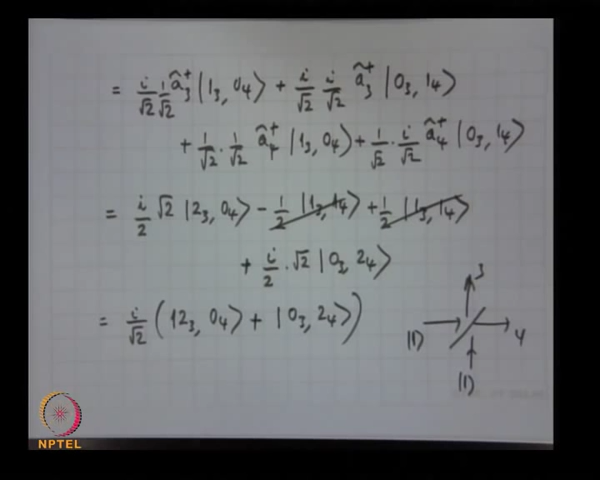 = i/√2 1/√2 â₃† |1₃, 0₄⟩ + i/√2 i/√2 â₃† |0₃, 1₄⟩
+ 1/√2 · 1/√2 â₄† |1₃, 0₄⟩ + 1/√2 · i/√2 â₄† |0₃, 1₄⟩
= i/2 √2 |2₃, 0₄⟩ − 1/2 |1₃, 1₄⟩ + 1/2 |1₃, 1₄⟩
+ i/2 · √2 |0₃, 2₄⟩
= i/√2 (|2₃, 0₄⟩ + |0₃, 2₄⟩)
3
|1⟩
4
|1⟩
NPTEL